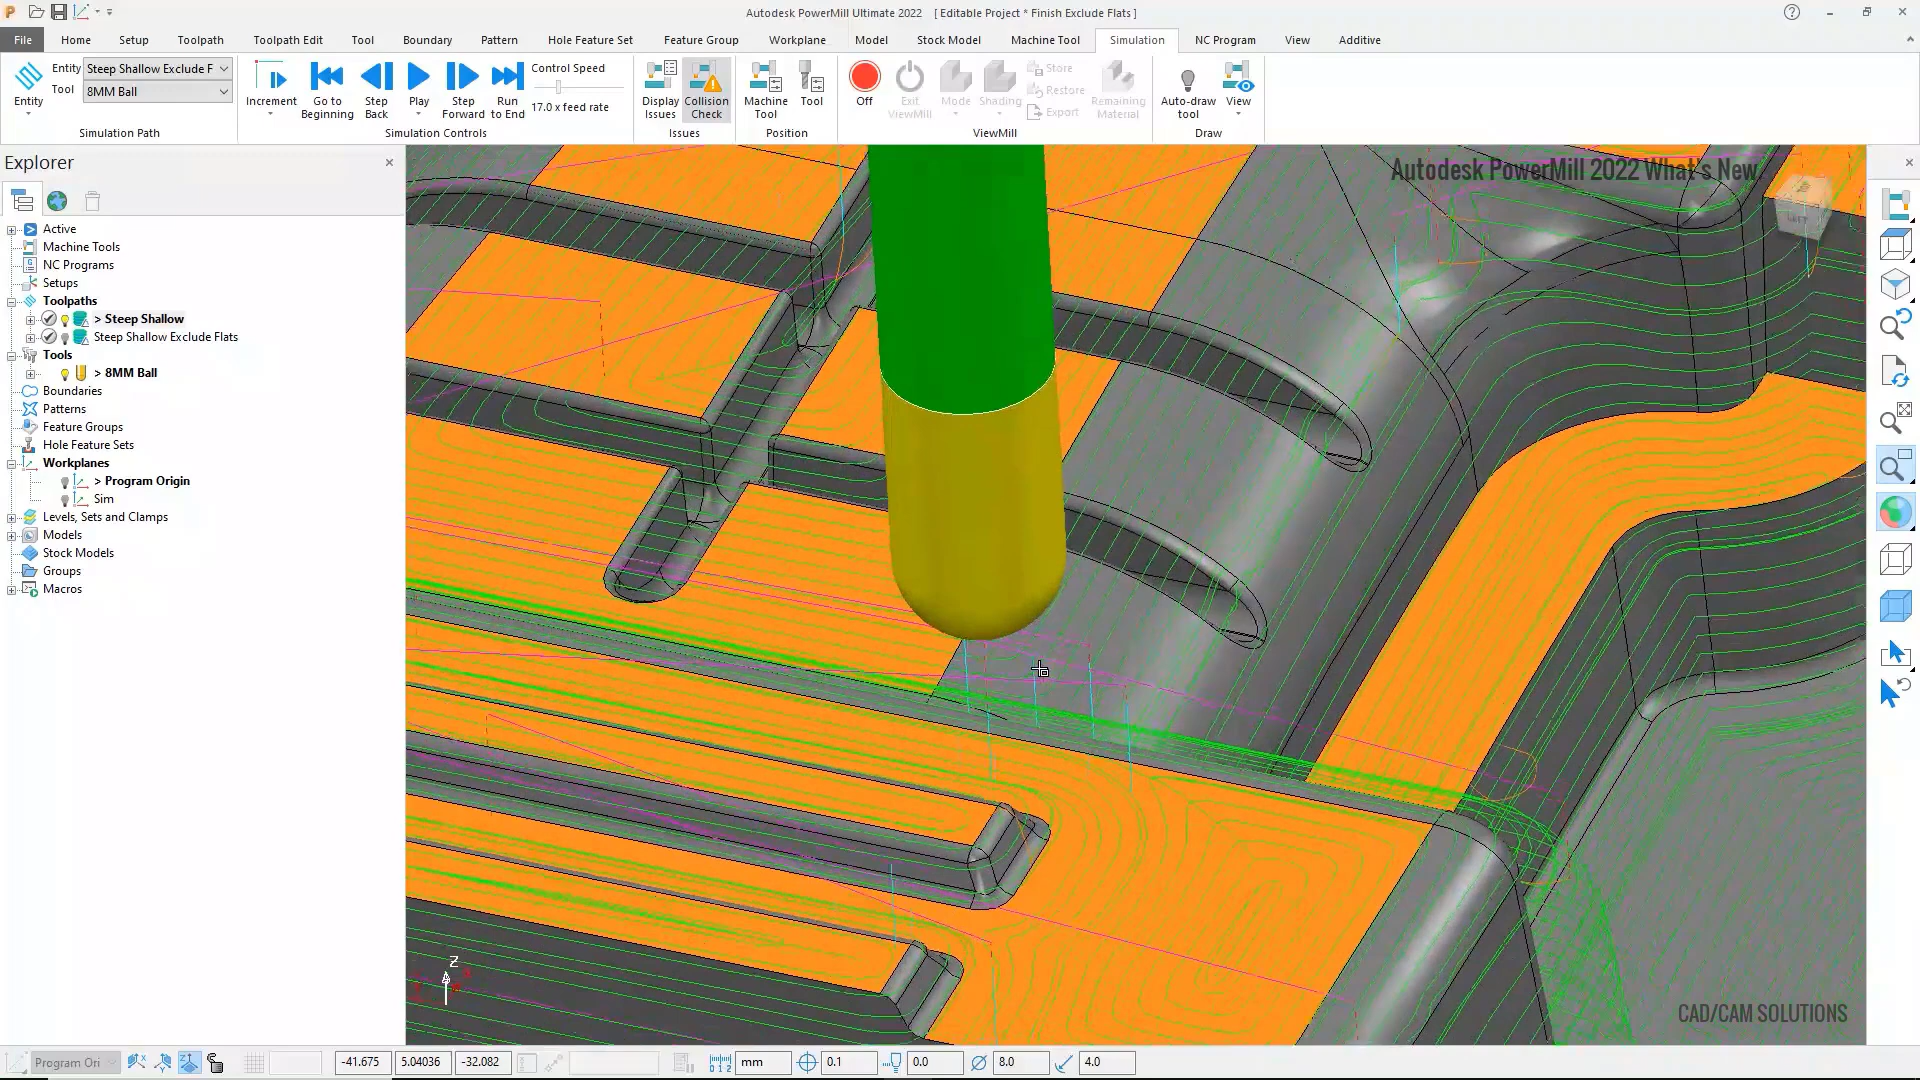 Autodesk PowerMill Ultimate 2022 [ Editable Project * Finish Exclude Flats ]
File Home Setup Toolpath Toolpath Edit Tool Boundary Pattern Hole Feature Set Feature Group Workplane Model Stock Model Machine Tool Simulation NC Program View Additive
Entity
Entity Steep Shallow Exclude F
Tool 8MM Ball
Simulation Path
Increment
Go to Beginning
Step Back
Play
Step Forward
Run to End
Control Speed
17.0 x feed rate
Simulation Controls
Display Issues
Collision Check
Issues
Machine Tool
Tool
Position
Off
Exit ViewMill
Mode
Shading
Store
Restore
Export
Remaining Material
ViewMill
Auto-draw tool
View
Draw
Explorer
Active
Machine Tools
NC Programs
Setups
Toolpaths
> Steep Shallow
Steep Shallow Exclude Flats
Tools
> 8MM Ball
Boundaries
Patterns
Feature Groups
Hole Feature Sets
Workplanes
> Program Origin
Sim
Levels, Sets and Clamps
Models
Stock Models
Groups
Macros
Autodesk PowerMill 2022 What's New
Z
CAD/CAM SOLUTIONS
Program Ori -41.675 5.04036 -32.082 mm 0.1 0.0 8.0 4.0